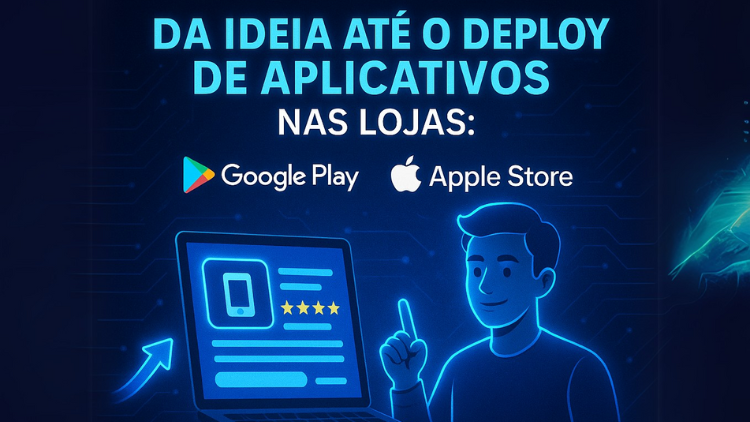 DA IDEIA ATÉ O DEPLOY
DE APLICATIVOS
NAS LOJAS:
Google Play
Apple Store